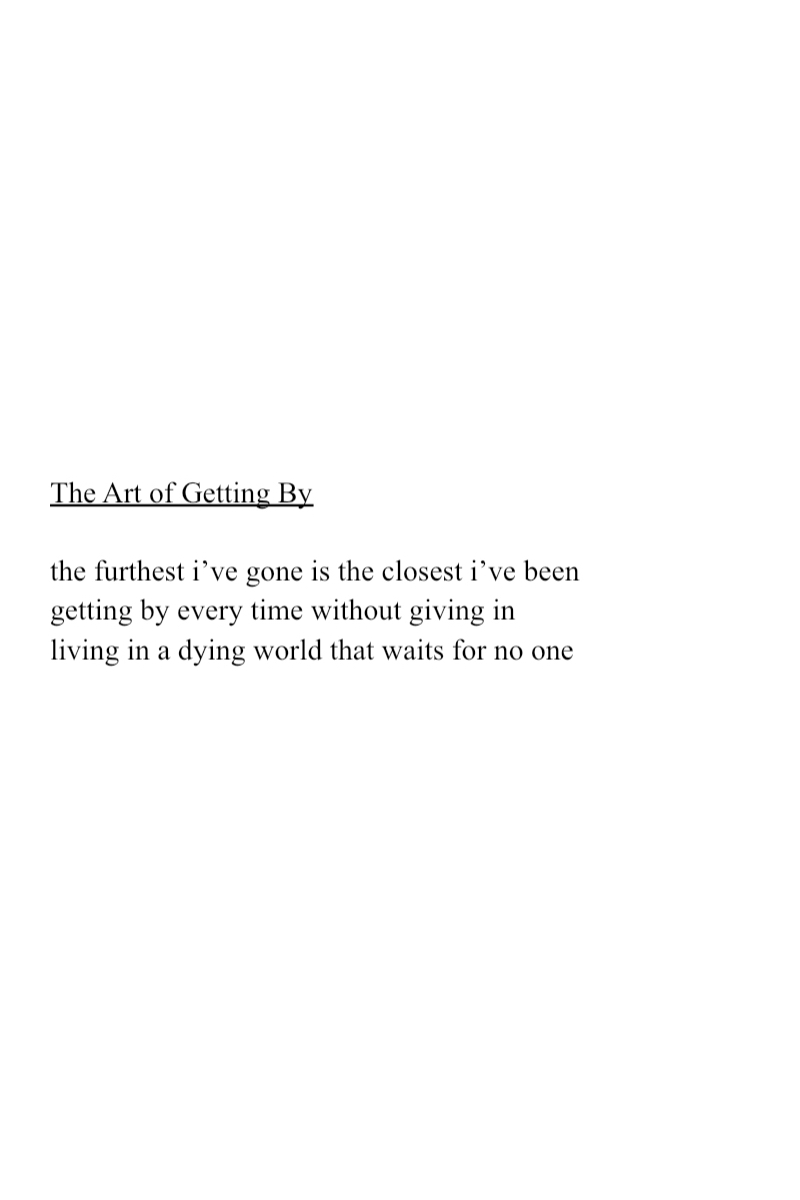 The Art of Getting By
the furthest i’ve gone is the closest i’ve been
getting by every time without giving in
living in a dying world that waits for no one